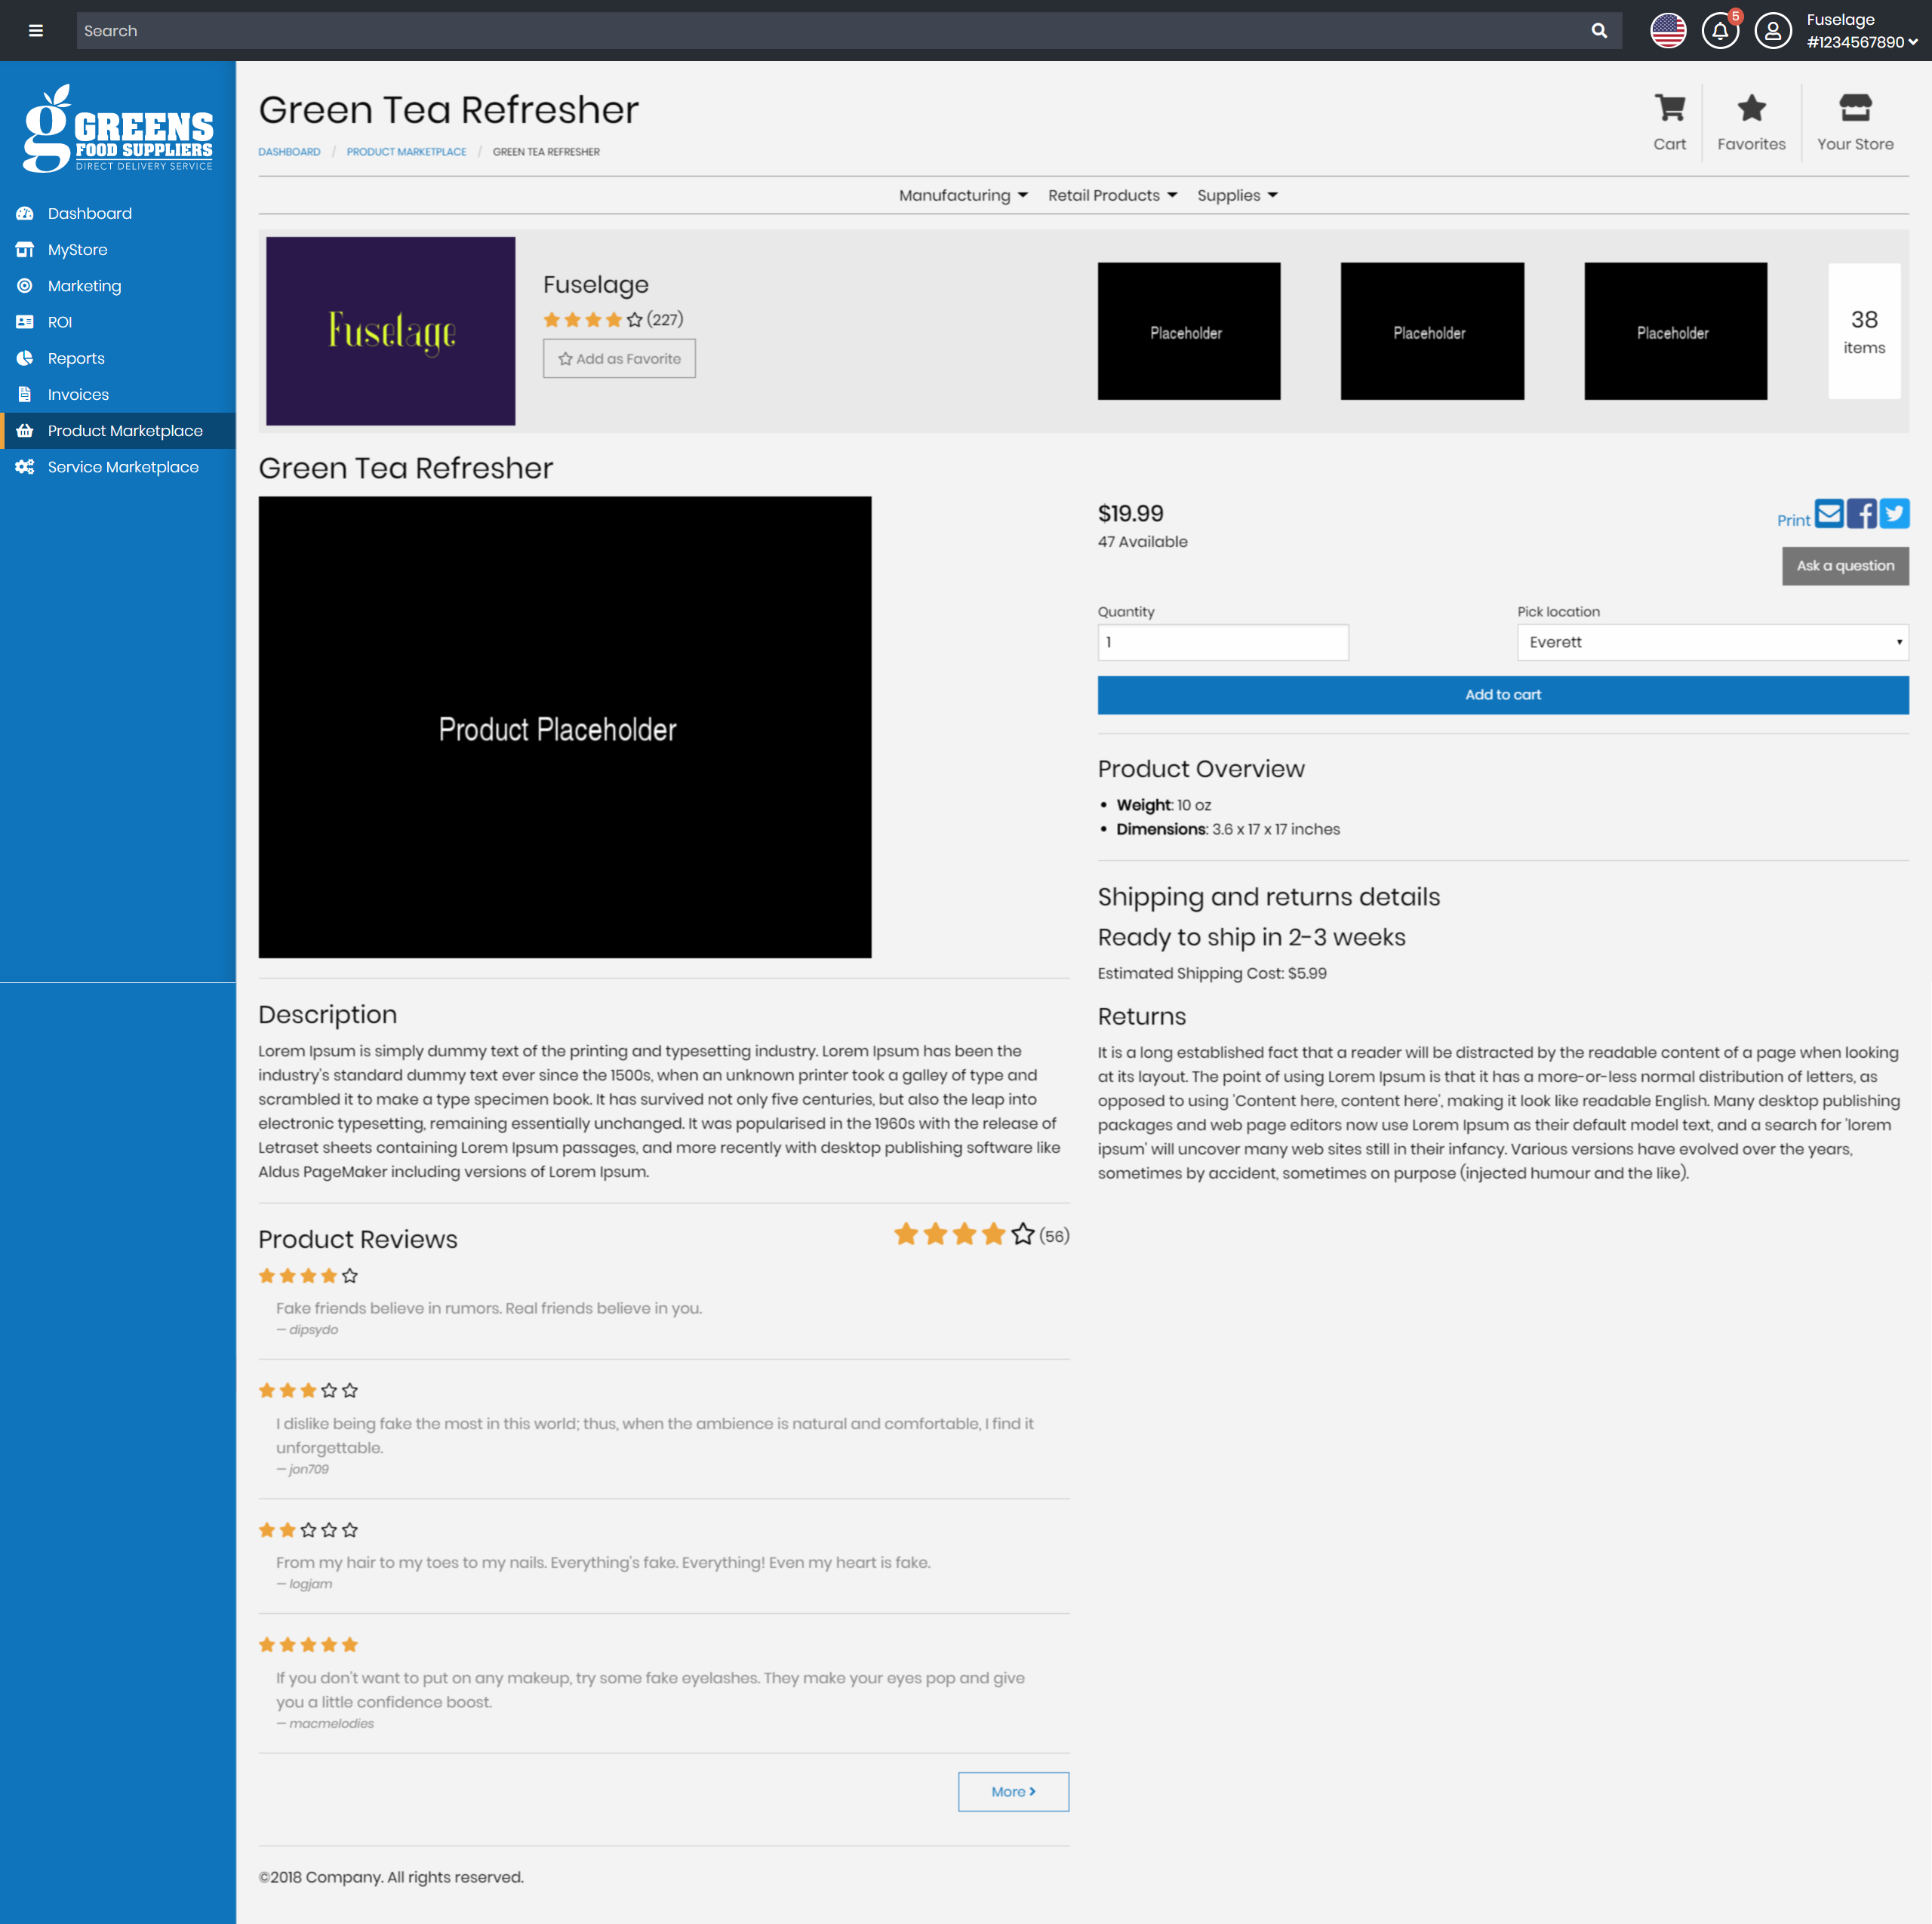 Search
5
Fuselage
#1234567890
g GREENS
FOOD SUPPLIERS
DIRECT DELIVERY SERVICE
Dashboard
MyStore
Marketing
ROI
Reports
Invoices
Product Marketplace
Service Marketplace
Green Tea Refresher
DASHBOARD / PRODUCT MARKETPLACE / GREEN TEA REFRESHER
Cart
Favorites
Your Store
Manufacturing Retail Products Supplies
Fuselage
Fuselage
(227)
Add as Favorite
Placeholder
Placeholder
Placeholder
38
items
Green Tea Refresher
Product Placeholder
$19.99
47 Available
Print
Ask a question
Quantity
1
Pick location
Everett
Add to cart
Product Overview
• Weight: 10 oz
• Dimensions: 3.6 x 17 x 17 inches
Shipping and returns details
Ready to ship in 2-3 weeks
Estimated Shipping Cost: $5.99
Returns
It is a long established fact that a reader will be distracted by the readable content of a page when looking
at its layout. The point of using Lorem Ipsum is that it has a more-or-less normal distribution of letters, as
opposed to using 'Content here, content here', making it look like readable English. Many desktop publishing
packages and web page editors now use Lorem Ipsum as their default model text, and a search for 'lorem
ipsum' will uncover many web sites still in their infancy. Various versions have evolved over the years,
sometimes by accident, sometimes on purpose (injected humour and the like).
Description
Lorem Ipsum is simply dummy text of the printing and typesetting industry. Lorem Ipsum has been the
industry's standard dummy text ever since the 1500s, when an unknown printer took a galley of type and
scrambled it to make a type specimen book. It has survived not only five centuries, but also the leap into
electronic typesetting, remaining essentially unchanged. It was popularised in the 1960s with the release of
Letraset sheets containing Lorem Ipsum passages, and more recently with desktop publishing software like
Aldus PageMaker including versions of Lorem Ipsum.
Product Reviews
(56)
Fake friends believe in rumors. Real friends believe in you.
— dipsydo
I dislike being fake the most in this world; thus, when the ambience is natural and comfortable, I find it
unforgettable.
— jon709
From my hair to my toes to my nails. Everything's fake. Everything! Even my heart is fake.
— logjam
If you don't want to put on any makeup, try some fake eyelashes. They make your eyes pop and give
you a little confidence boost.
— macmelodies
More
©2018 Company. All rights reserved.